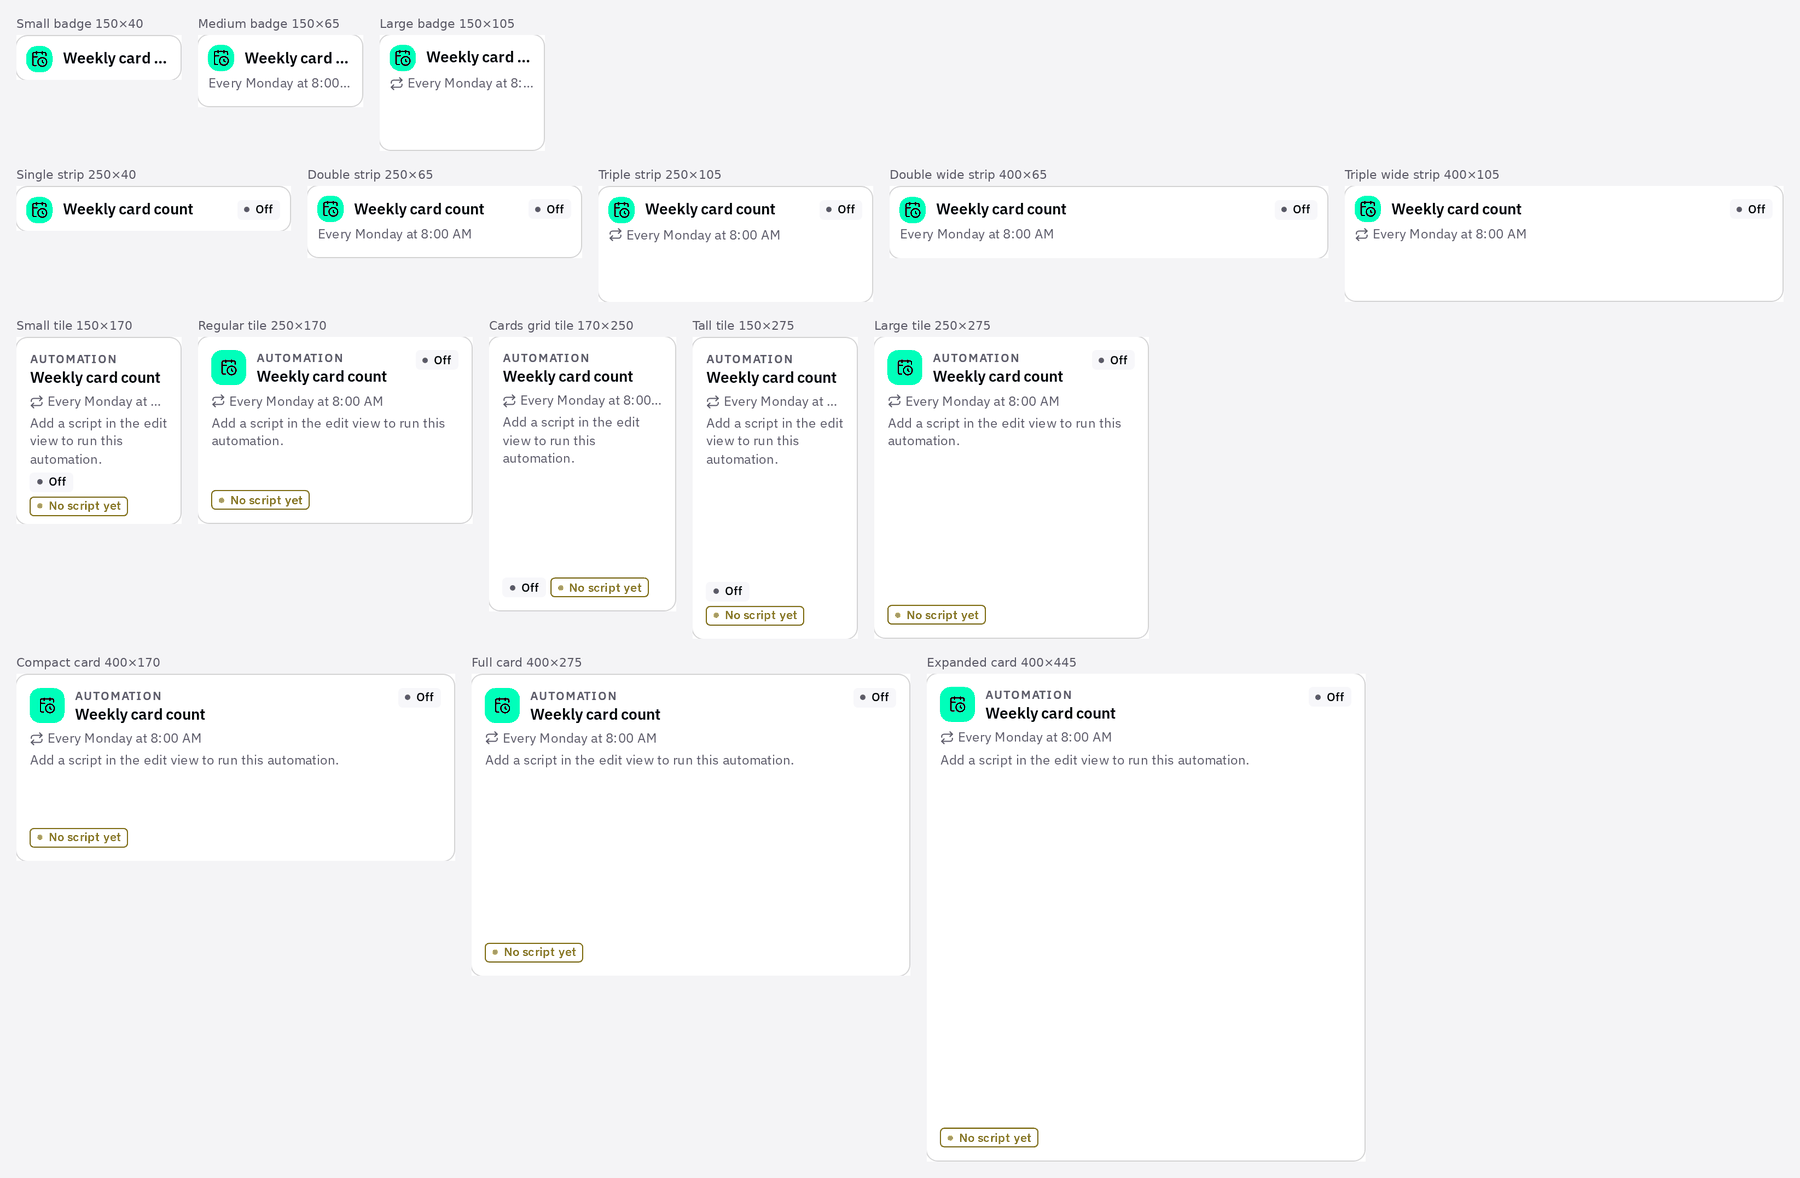 Small badge 150×40
Weekly card ...
Medium badge 150×65
Weekly card ...
Every Monday at 8:00...
Large badge 150×105
Weekly card ...
Every Monday at 8:...
Single strip 250×40
Weekly card count
Off
Double strip 250×65
Weekly card count
Off
Every Monday at 8:00 AM
Triple strip 250×105
Weekly card count
Off
Every Monday at 8:00 AM
Double wide strip 400×65
Weekly card count
Off
Every Monday at 8:00 AM
Triple wide strip 400×105
Weekly card count
Off
Every Monday at 8:00 AM
Small tile 150×170
AUTOMATION
Weekly card count
Every Monday at ...
Add a script in the edit
view to run this
automation.
Off
No script yet
Regular tile 250×170
AUTOMATION
Off
Weekly card count
Every Monday at 8:00 AM
Add a script in the edit view to run this
automation.
No script yet
Cards grid tile 170×250
AUTOMATION
Weekly card count
Every Monday at 8:00...
Add a script in the edit
view to run this
automation.
Off
No script yet
Tall tile 150×275
AUTOMATION
Weekly card count
Every Monday at ...
Add a script in the edit
view to run this
automation.
Off
No script yet
Large tile 250×275
AUTOMATION
Off
Weekly card count
Every Monday at 8:00 AM
Add a script in the edit view to run this
automation.
No script yet
Compact card 400×170
AUTOMATION
Off
Weekly card count
Every Monday at 8:00 AM
Add a script in the edit view to run this automation.
No script yet
Full card 400×275
AUTOMATION
Off
Weekly card count
Every Monday at 8:00 AM
Add a script in the edit view to run this automation.
No script yet
Expanded card 400×445
AUTOMATION
Off
Weekly card count
Every Monday at 8:00 AM
Add a script in the edit view to run this automation.
No script yet